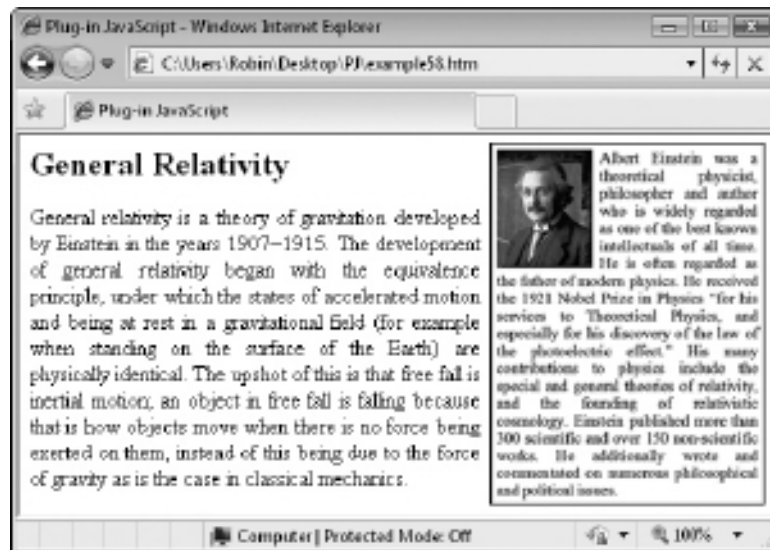 Plug-in JavaScript - Windows Internet Explorer
C:\Users\Robin\Desktop\PJ\example58.htm
Plug-in JavaScript
General Relativity
General relativity is a theory of gravitation developed
by Einstein in the years 1907–1915. The development
of general relativity began with the equivalence
principle, under which the states of accelerated motion
and being at rest in a gravitational field (for example
when standing on the surface of the Earth) are
physically identical. The upshot of this is that free fall is
inertial motion; an object in free fall is falling because
that is how objects move when there is no force being
exerted on them, instead of this being due to the force
of gravity as is the case in classical mechanics.
Albert Einstein was a
theoretical physicist,
philosopher and author
who is widely regarded
as one of the best known
intellectuals of all time.
He is often regarded as
the father of modern physics. He received
the 1921 Nobel Prize in Physics "for his
services to Theoretical Physics, and
especially for his discovery of the law of
the photoelectric effect." His many
contributions to physics include the
special and general theories of relativity,
and the founding of relativistic
cosmology. Einstein published more than
300 scientific and over 150 non-scientific
works. He additionally wrote and
commentated on numerous philosophical
and political issues.
Computer | Protected Mode: Off
100%